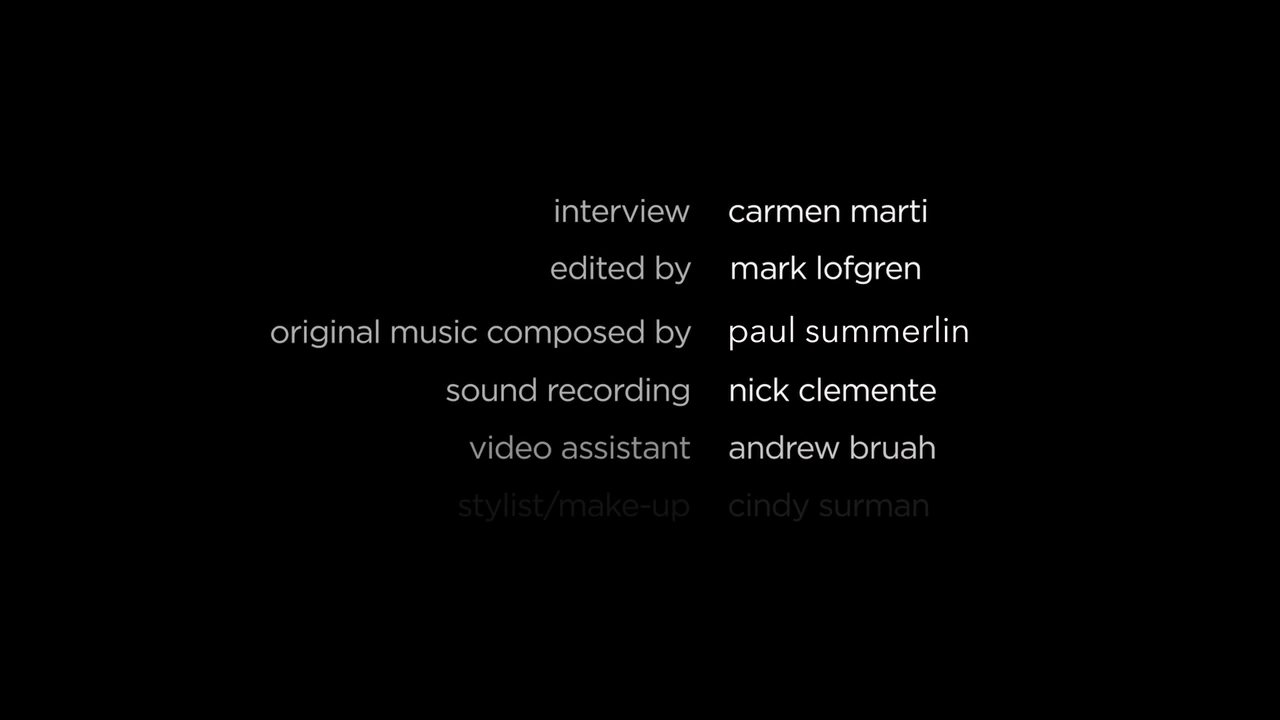 interview carmen marti
edited by mark lofgren
original music composed by paul summerlin
sound recording nick clemente
video assistant andrew bruah
stylist/make-up cindy surman